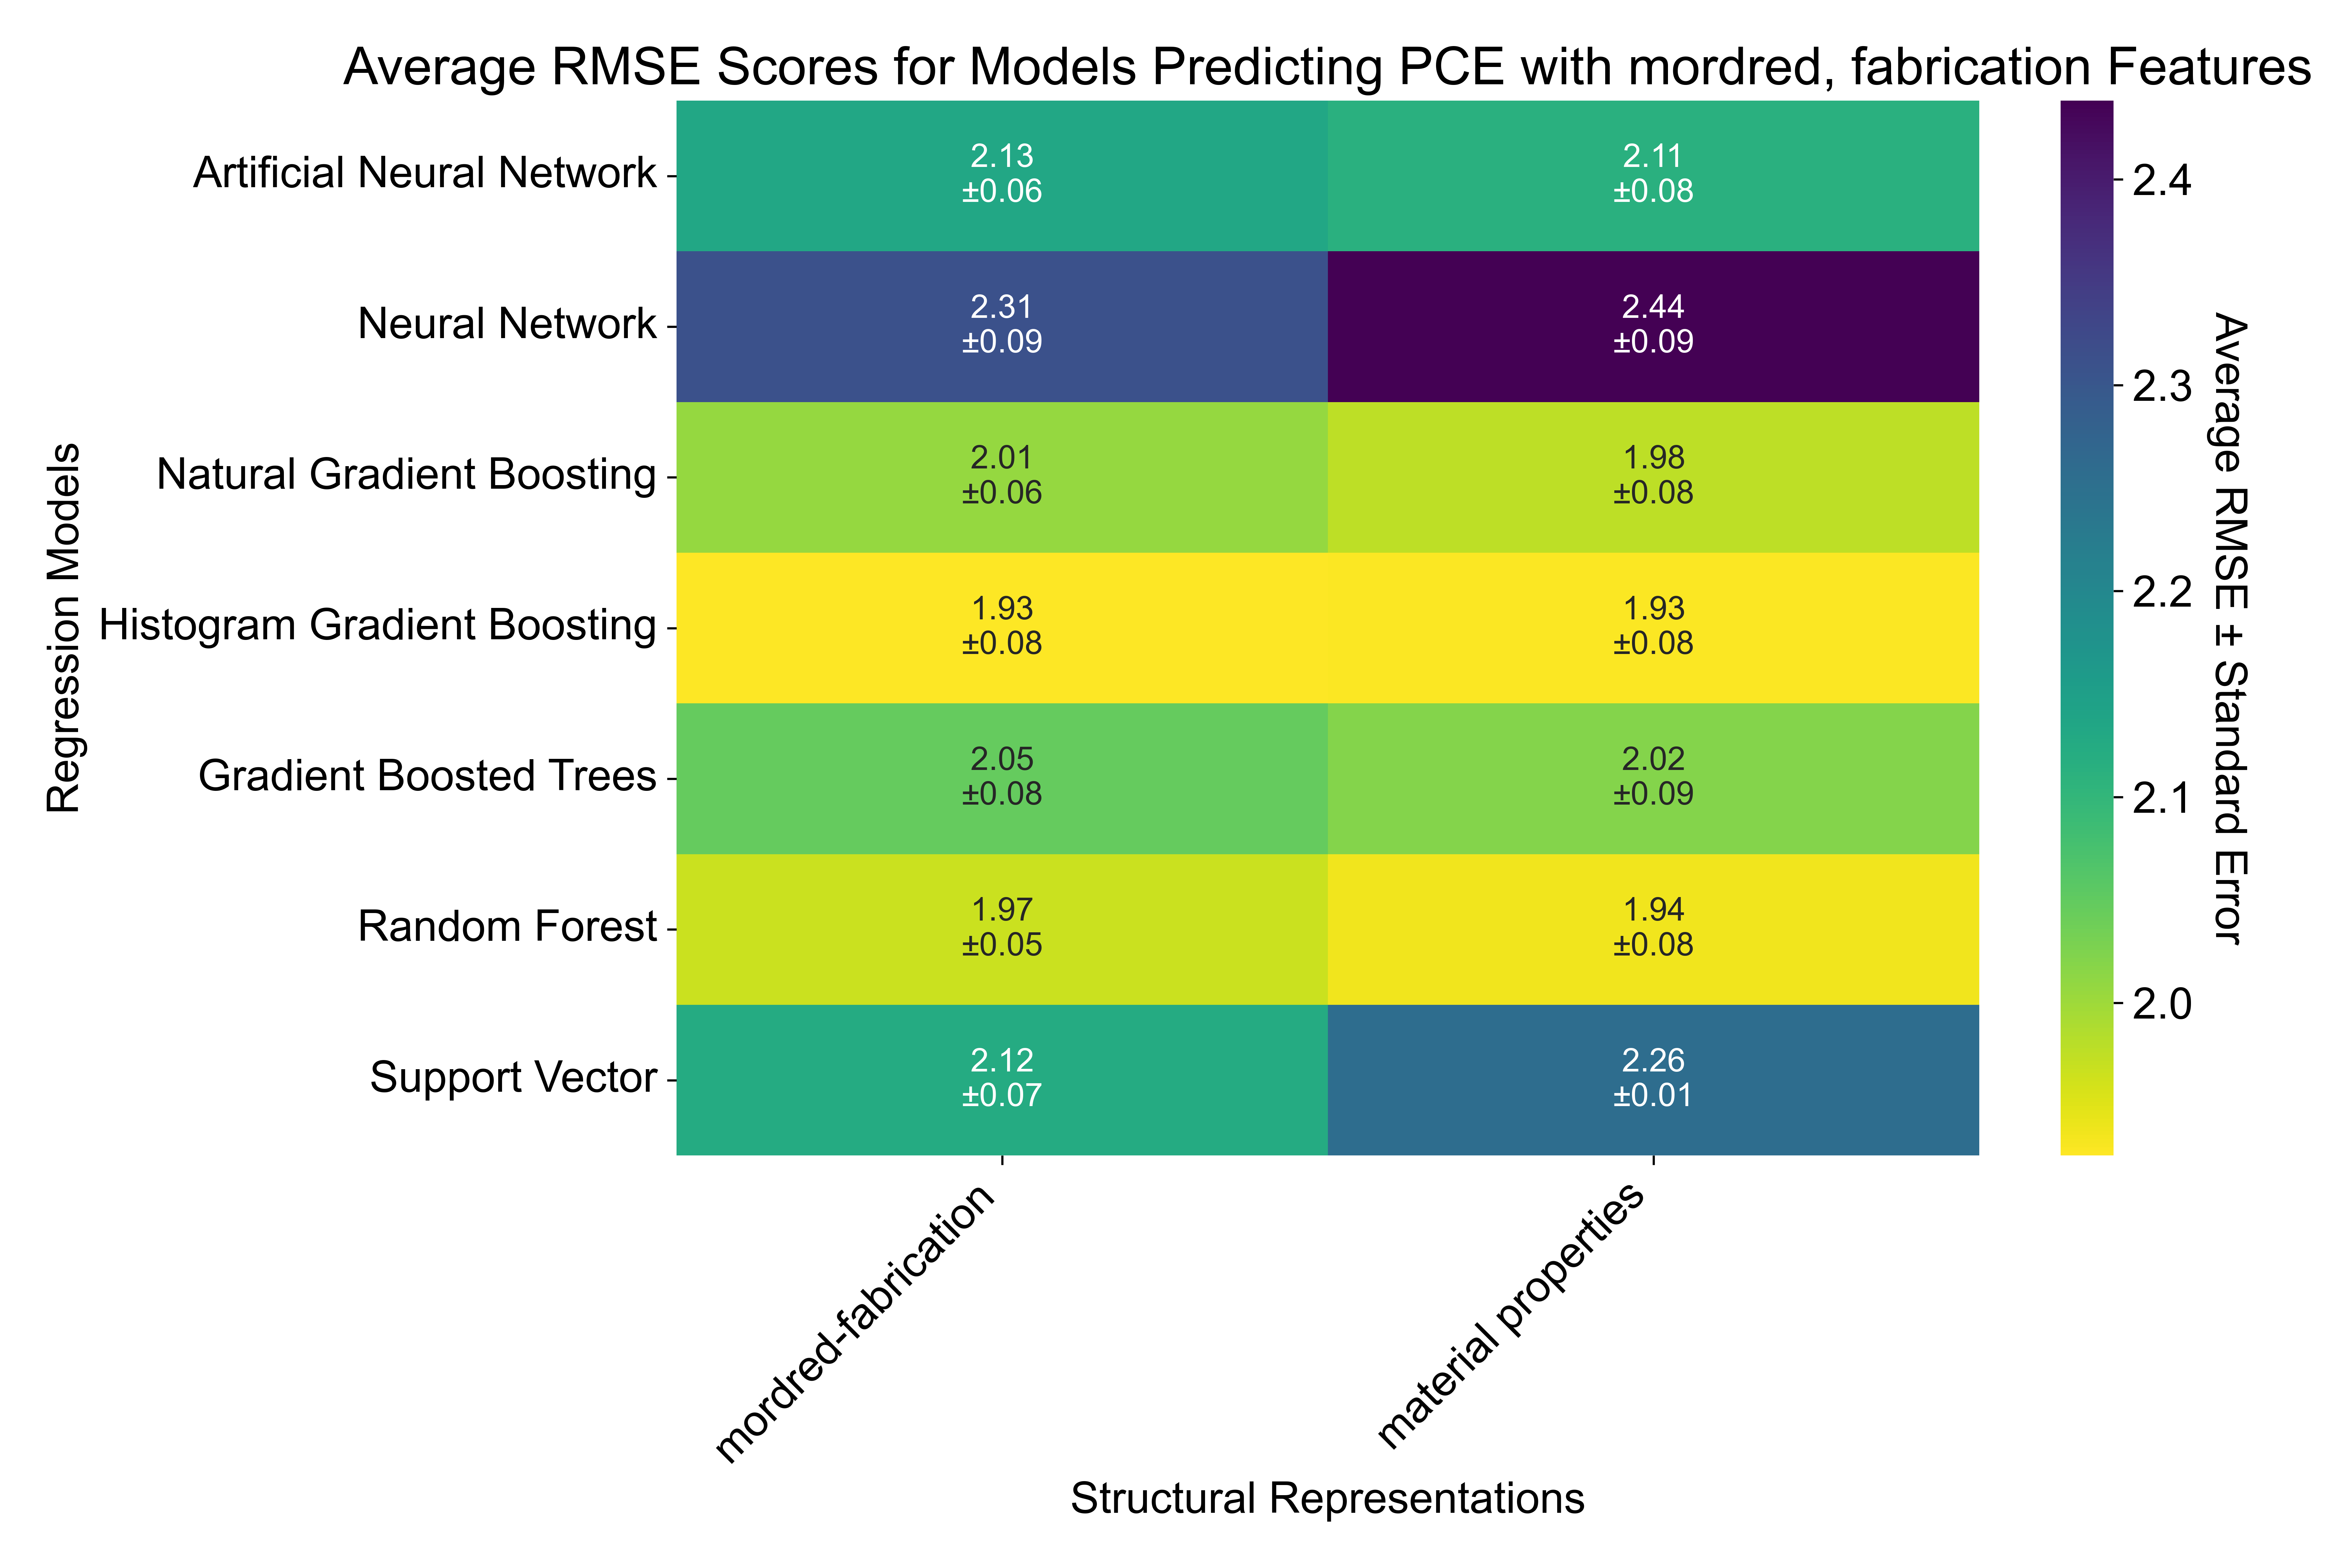 Average RMSE Scores for Models Predicting PCE with mordred, fabrication Features
Regression Models
Artificial Neural Network
2.13
±0.06
2.11
±0.08
Neural Network
2.31
±0.09
2.44
±0.09
Natural Gradient Boosting
2.01
±0.06
1.98
±0.08
Histogram Gradient Boosting
1.93
±0.08
1.93
±0.08
Gradient Boosted Trees
2.05
±0.08
2.02
±0.09
Random Forest
1.97
±0.05
1.94
±0.08
Support Vector
2.12
±0.07
2.26
±0.01
mordred-fabrication
material properties
Structural Representations
2.4
2.3
2.2
2.1
2.0
Average RMSE ± Standard Error